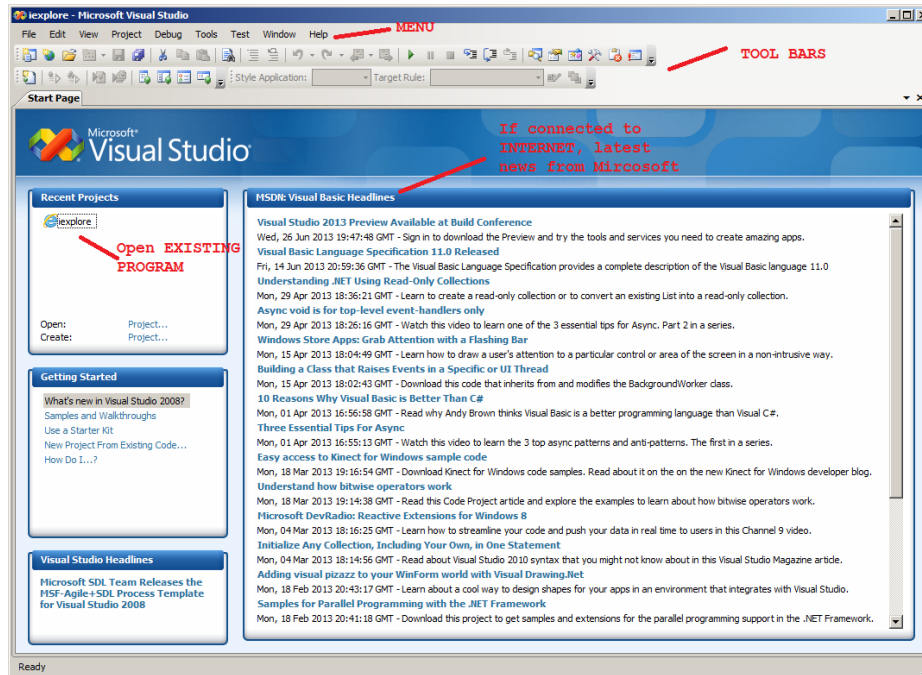 iexplore - Microsoft Visual Studio
File Edit View Project Debug Tools Test Window Help
MENU
TOOL BARS
Style Application:
Target Rule:
Start Page
Microsoft®
Visual Studio®
If connected to
INTERNET, latest
news from Mircosoft
Recent Projects
iexplore
Open EXISTING
PROGRAM
Open: Project...
Create: Project...
Getting Started
What's new in Visual Studio 2008?
Samples and Walkthroughs
Use a Starter Kit
New Project From Existing Code...
How Do I...?
Visual Studio Headlines
Microsoft SDL Team Releases the
MSF-Agile+SDL Process Template
for Visual Studio 2008
MSDN: Visual Basic Headlines
Visual Studio 2013 Preview Available at Build Conference
Wed, 26 Jun 2013 19:47:48 GMT - Sign in to download the Preview and try the tools and services you need to create amazing apps.
Visual Basic Language Specification 11.0 Released
Fri, 14 Jun 2013 20:59:36 GMT - The Visual Basic Language Specification provides a complete description of the Visual Basic language 11.0
Understanding .NET Using Read-Only Collections
Mon, 29 Apr 2013 18:36:21 GMT - Learn to create a read-only collection or to convert an existing List into a read-only collection.
Async void is for top-level event-handlers only
Mon, 29 Apr 2013 18:26:16 GMT - Watch this video to learn one of the 3 essential tips for Async. Part 2 in a series.
Windows Store Apps: Grab Attention with a Flashing Bar
Mon, 15 Apr 2013 18:04:49 GMT - Learn how to draw a user's attention to a particular control or area of the screen in a non-intrusive way.
Building a Class that Raises Events in a Specific or UI Thread
Mon, 15 Apr 2013 18:02:43 GMT - Download this code that inherits from and modifies the BackgroundWorker class.
10 Reasons Why Visual Basic is Better Than C#
Mon, 01 Apr 2013 16:56:58 GMT - Read why Andy Brown thinks Visual Basic is a better programming language than Visual C#.
Three Essential Tips For Async
Mon, 01 Apr 2013 16:55:13 GMT - Watch this video to learn the 3 top async patterns and anti-patterns. The first in a series.
Easy access to Kinect for Windows sample code
Mon, 18 Mar 2013 19:16:54 GMT - Download Kinect for Windows code samples. Read about it on the on the new Kinect for Windows developer blog.
Understand how bitwise operators work
Mon, 18 Mar 2013 19:14:38 GMT - Read this Code Project article and explore the examples to learn about how bitwise operators work.
Microsoft DevRadio: Reactive Extensions for Windows 8
Mon, 04 Mar 2013 18:16:25 GMT - Learn how to streamline your code and push your data in real time to users in this Channel 9 video.
Initialize Any Collection, Including Your Own, in One Statement
Mon, 04 Mar 2013 18:14:56 GMT - Read about Visual Studio 2010 syntax that you might not know about in this Visual Studio Magazine article.
Adding visual pizazz to your WinForm world with Visual Drawing.Net
Mon, 18 Feb 2013 20:43:17 GMT - Learn about a cool way to design shapes for your apps in an environment that integrates with Visual Studio.
Samples for Parallel Programming with the .NET Framework
Mon, 18 Feb 2013 20:41:18 GMT - Download this project to get samples and extensions for the parallel programming support in the .NET Framework.
Ready